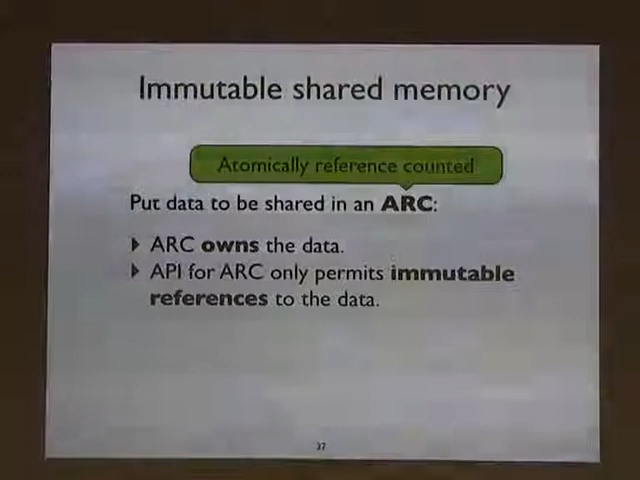 Immutable shared memory
Atomically reference counted
Put data to be shared in an ARC:
ARC owns the data.
API for ARC only permits immutable
references to the data.
37